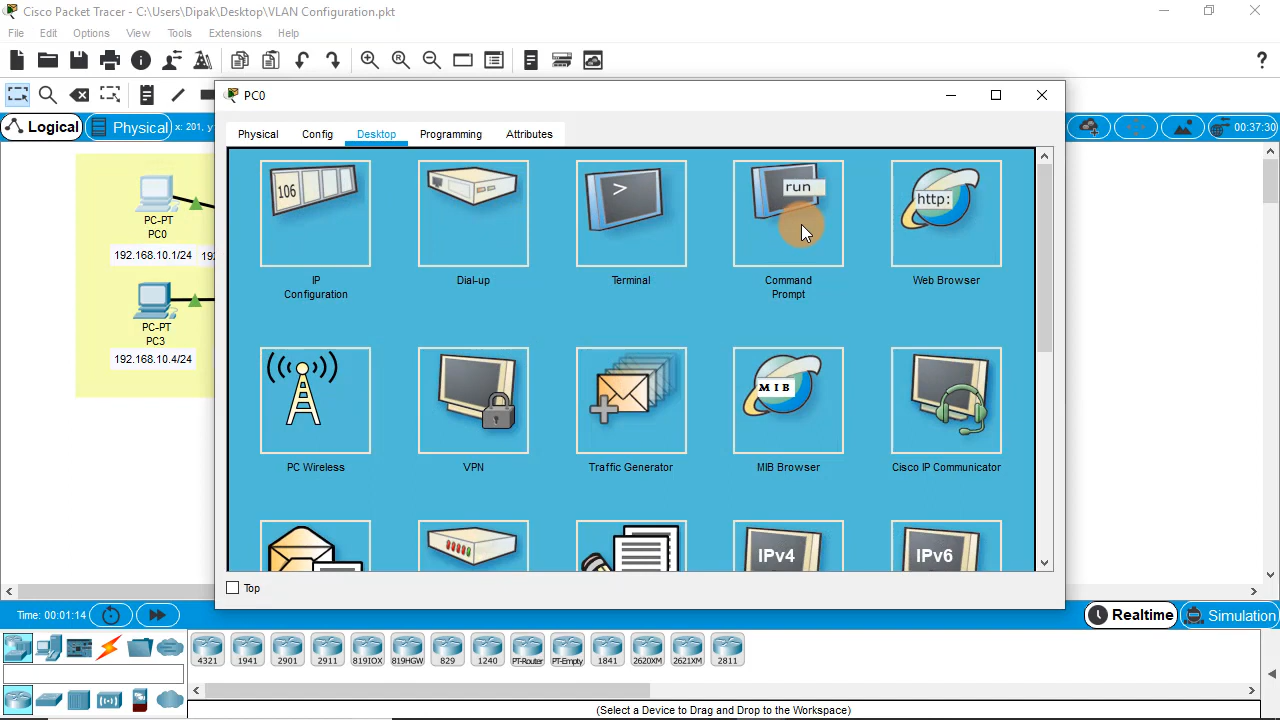 Cisco Packet Tracer - C:\Users\Dipak\Desktop\VLAN Configuration.pkt
File Edit Options View Tools Extensions Help
PC0
Logical
Physical
x: 201, y
00:37:30
Physical Config Desktop Programming Attributes
106
>
run
http:
IP
Configuration
Dial-up
Terminal
Command
Prompt
Web Browser
MIB
PC Wireless
VPN
Traffic Generator
MIB Browser
Cisco IP Communicator
IPv4
IPv6
PC-PT
PC0
192.168.10.1/24
PC-PT
PC3
192.168.10.4/24
Top
Time: 00:01:14
Realtime
Simulation
4321 1941 2901 2911 819IOX 819HGW 829 1240 PT-Router PT-Empty 1841 2620XM 2621XM 2811
(Select a Device to Drag and Drop to the Workspace)